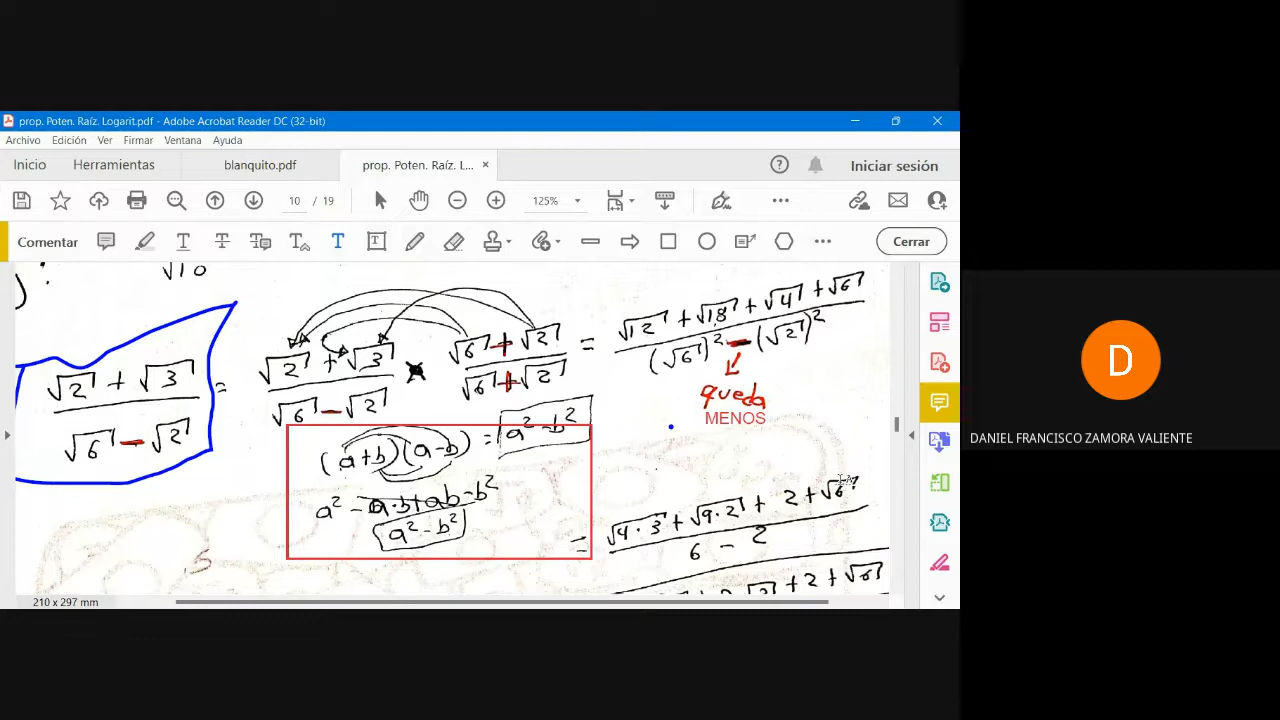 prop. Poten. Raíz. Logarit.pdf - Adobe Acrobat Reader DC (32-bit)
Archivo Edición Ver Firmar Ventana Ayuda
Inicio Herramientas blanquito.pdf prop. Poten. Raíz. L... × Iniciar sesión
10 / 19 125%
Comentar Cerrar
√10
√2 + √3 / √6 - √2 = √2 + √3 / √6 - √2 × √6 + √2 / √6 + √2 = √12 + √18 + √4 + √6 / (√6)² - (√2)²
queda
MENOS
(a+b)(a-b) = a² - b²
a² - a·b + ab - b²
a² - b²
= √4·3 + √9·2 + 2 + √6 / 6 - 2
+ 2 + √6
210 x 297 mm
D
DANIEL FRANCISCO ZAMORA VALIENTE